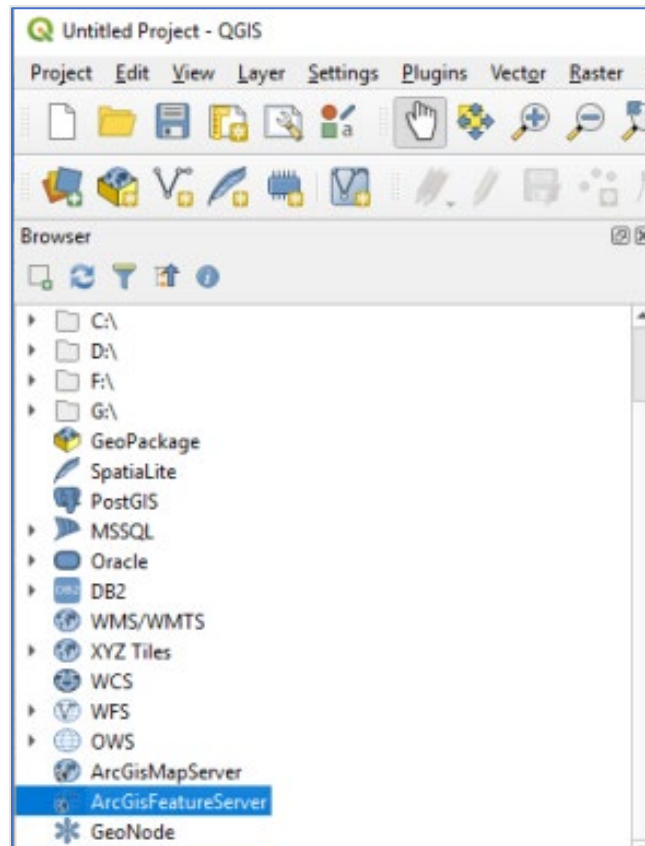 Untitled Project - QGIS
Project Edit View Layer Settings Plugins Vector Raster
a
Browser
C:\
D:\
F:\
G:\
GeoPackage
SpatiaLite
PostGIS
MSSQL
Oracle
DB2 DB2
WMS/WMTS
XYZ Tiles
WCS
WFS
OWS
ArcGisMapServer
ArcGisFeatureServer
GeoNode